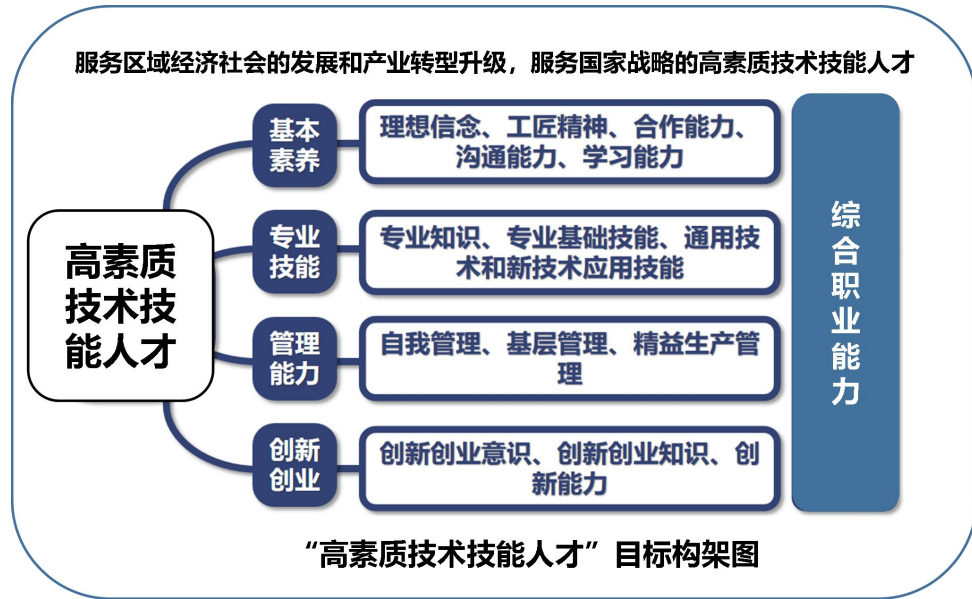 服务区域经济社会的发展和产业转型升级，服务国家战略的高素质技术技能人才
高素质
技术技
能人才
基本
素养
理想信念、工匠精神、合作能力、
沟通能力、学习能力
专业
技能
专业知识、专业基础技能、通用技
术和新技术应用技能
管理
能力
自我管理、基层管理、精益生产管
理
创新
创业
创新创业意识、创新创业知识、创
新能力
综
合
职
业
能
力
“高素质技术技能人才”目标构架图